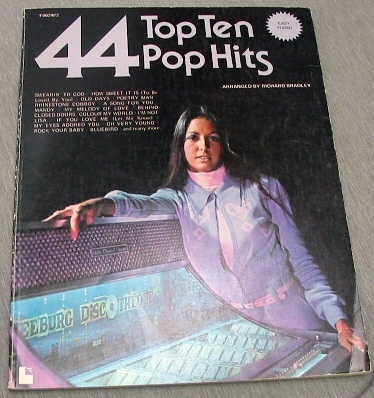 F-0624P2
44 Top Ten
Pop Hits
EASY
PIANO
ARRANGED BY RICHARD BRADLEY
SWEARIN' TO GOD HOW SWEET IT IS (To Be
Loved By You) OLD DAYS POETRY MAN
RHINESTONE COWBOY A SONG FOR YOU
MANDY MY MELODY OF LOVE BEHIND
CLOSED DOORS COLOUR MY WORLD I'M NOT
LISA IF YOU LOVE ME (Let Me Know)
MY EYES ADORED YOU OH VERY YOUNG
ROCK YOUR BABY BLUEBIRD and many more
SEEBURG DISCOTHEQUE